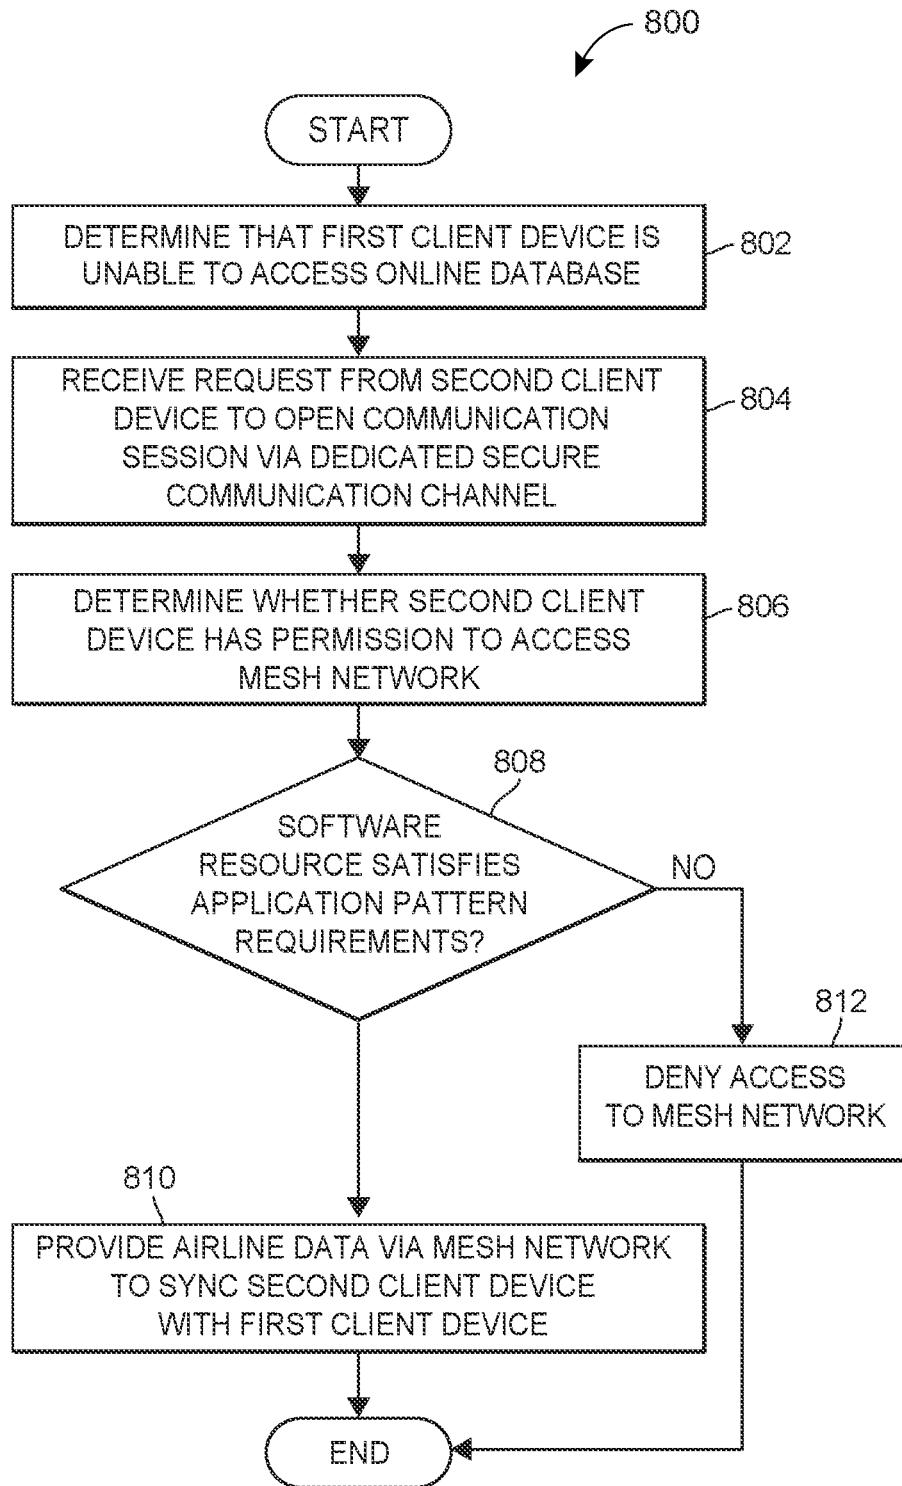 800
START
DETERMINE THAT FIRST CLIENT DEVICE IS
UNABLE TO ACCESS ONLINE DATABASE
802
RECEIVE REQUEST FROM SECOND CLIENT
DEVICE TO OPEN COMMUNICATION
SESSION VIA DEDICATED SECURE
COMMUNICATION CHANNEL
804
DETERMINE WHETHER SECOND CLIENT
DEVICE HAS PERMISSION TO ACCESS
MESH NETWORK
806
808
SOFTWARE
RESOURCE SATISFIES
APPLICATION PATTERN
REQUIREMENTS?
NO
812
DENY ACCESS
TO MESH NETWORK
810
PROVIDE AIRLINE DATA VIA MESH NETWORK
TO SYNC SECOND CLIENT DEVICE
WITH FIRST CLIENT DEVICE
END